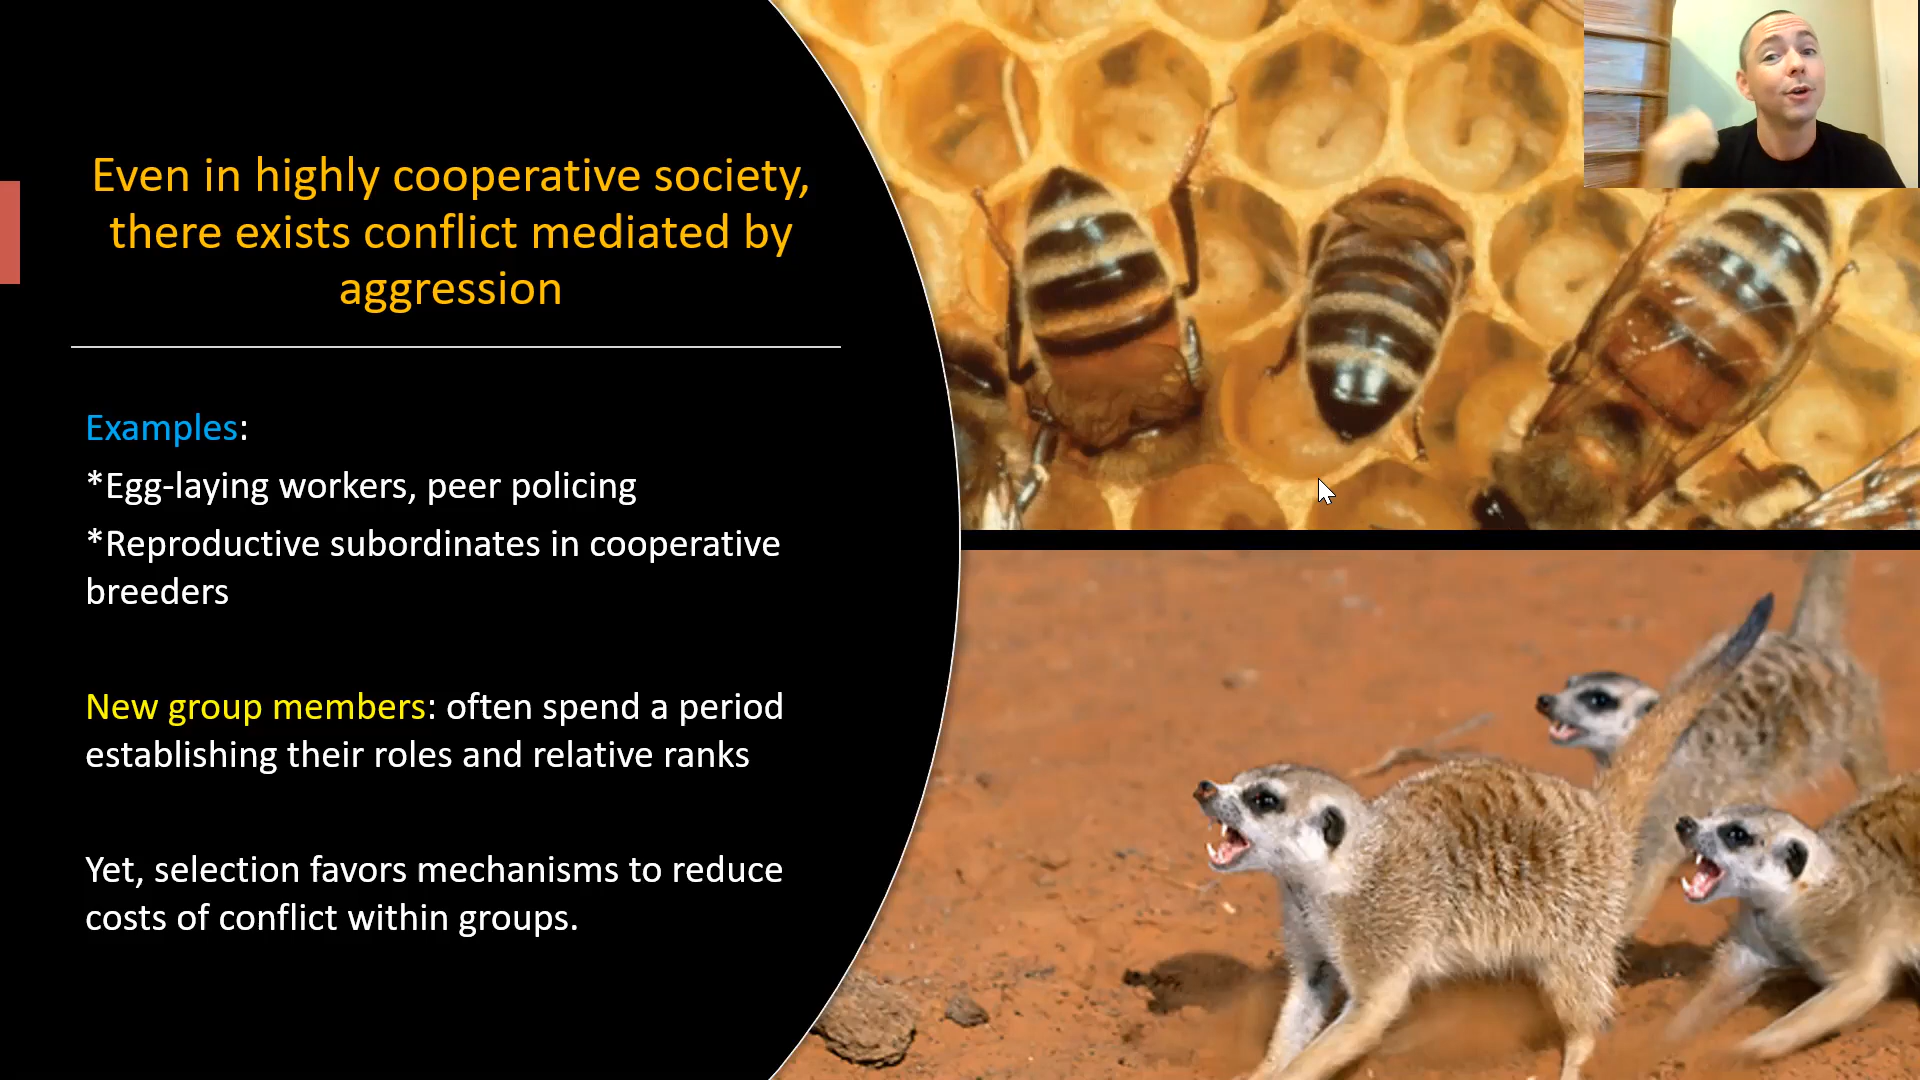 Even in highly cooperative society,
there exists conflict mediated by
aggression
Examples:
*Egg-laying workers, peer policing
*Reproductive subordinates in cooperative
breeders
New group members: often spend a period
establishing their roles and relative ranks
Yet, selection favors mechanisms to reduce
costs of conflict within groups.